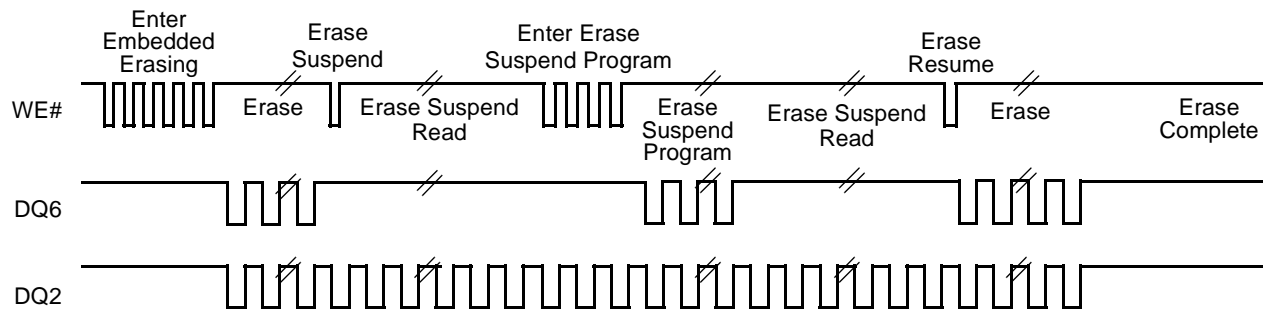 Enter
Embedded
Erasing
Erase
Suspend
Enter Erase
Suspend Program
Erase
Resume
WE#
Erase
Erase Suspend
Read
Erase
Suspend
Program
Erase Suspend
Read
Erase
Erase
Complete
DQ6
DQ2